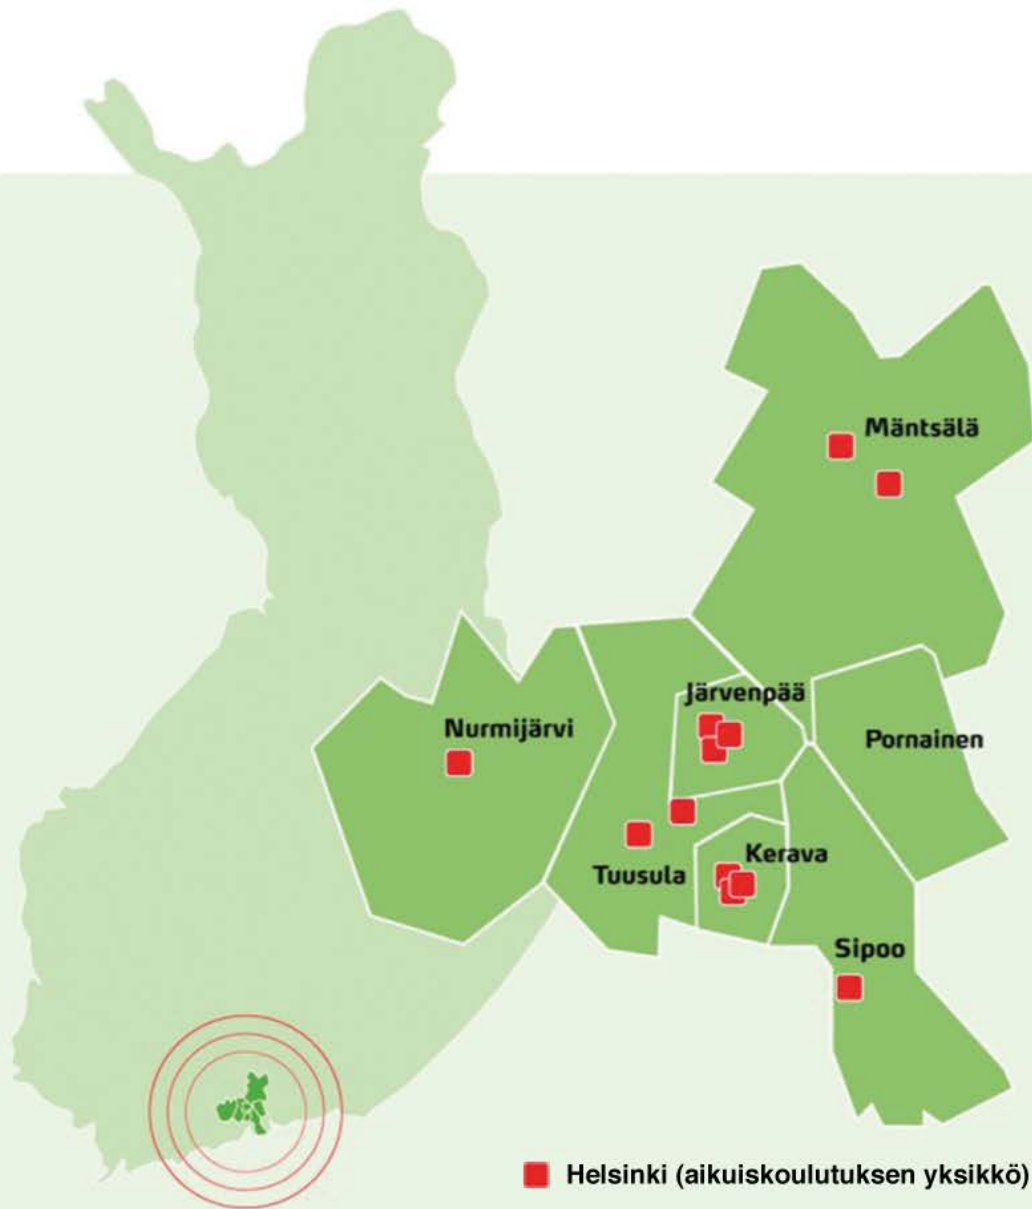 Mäntsälä
Järvenpää
Nurmijärvi
Pornainen
Kerava
Tuusula
Sipoo
Helsinki (aikuiskoulutuksen yksikkö)